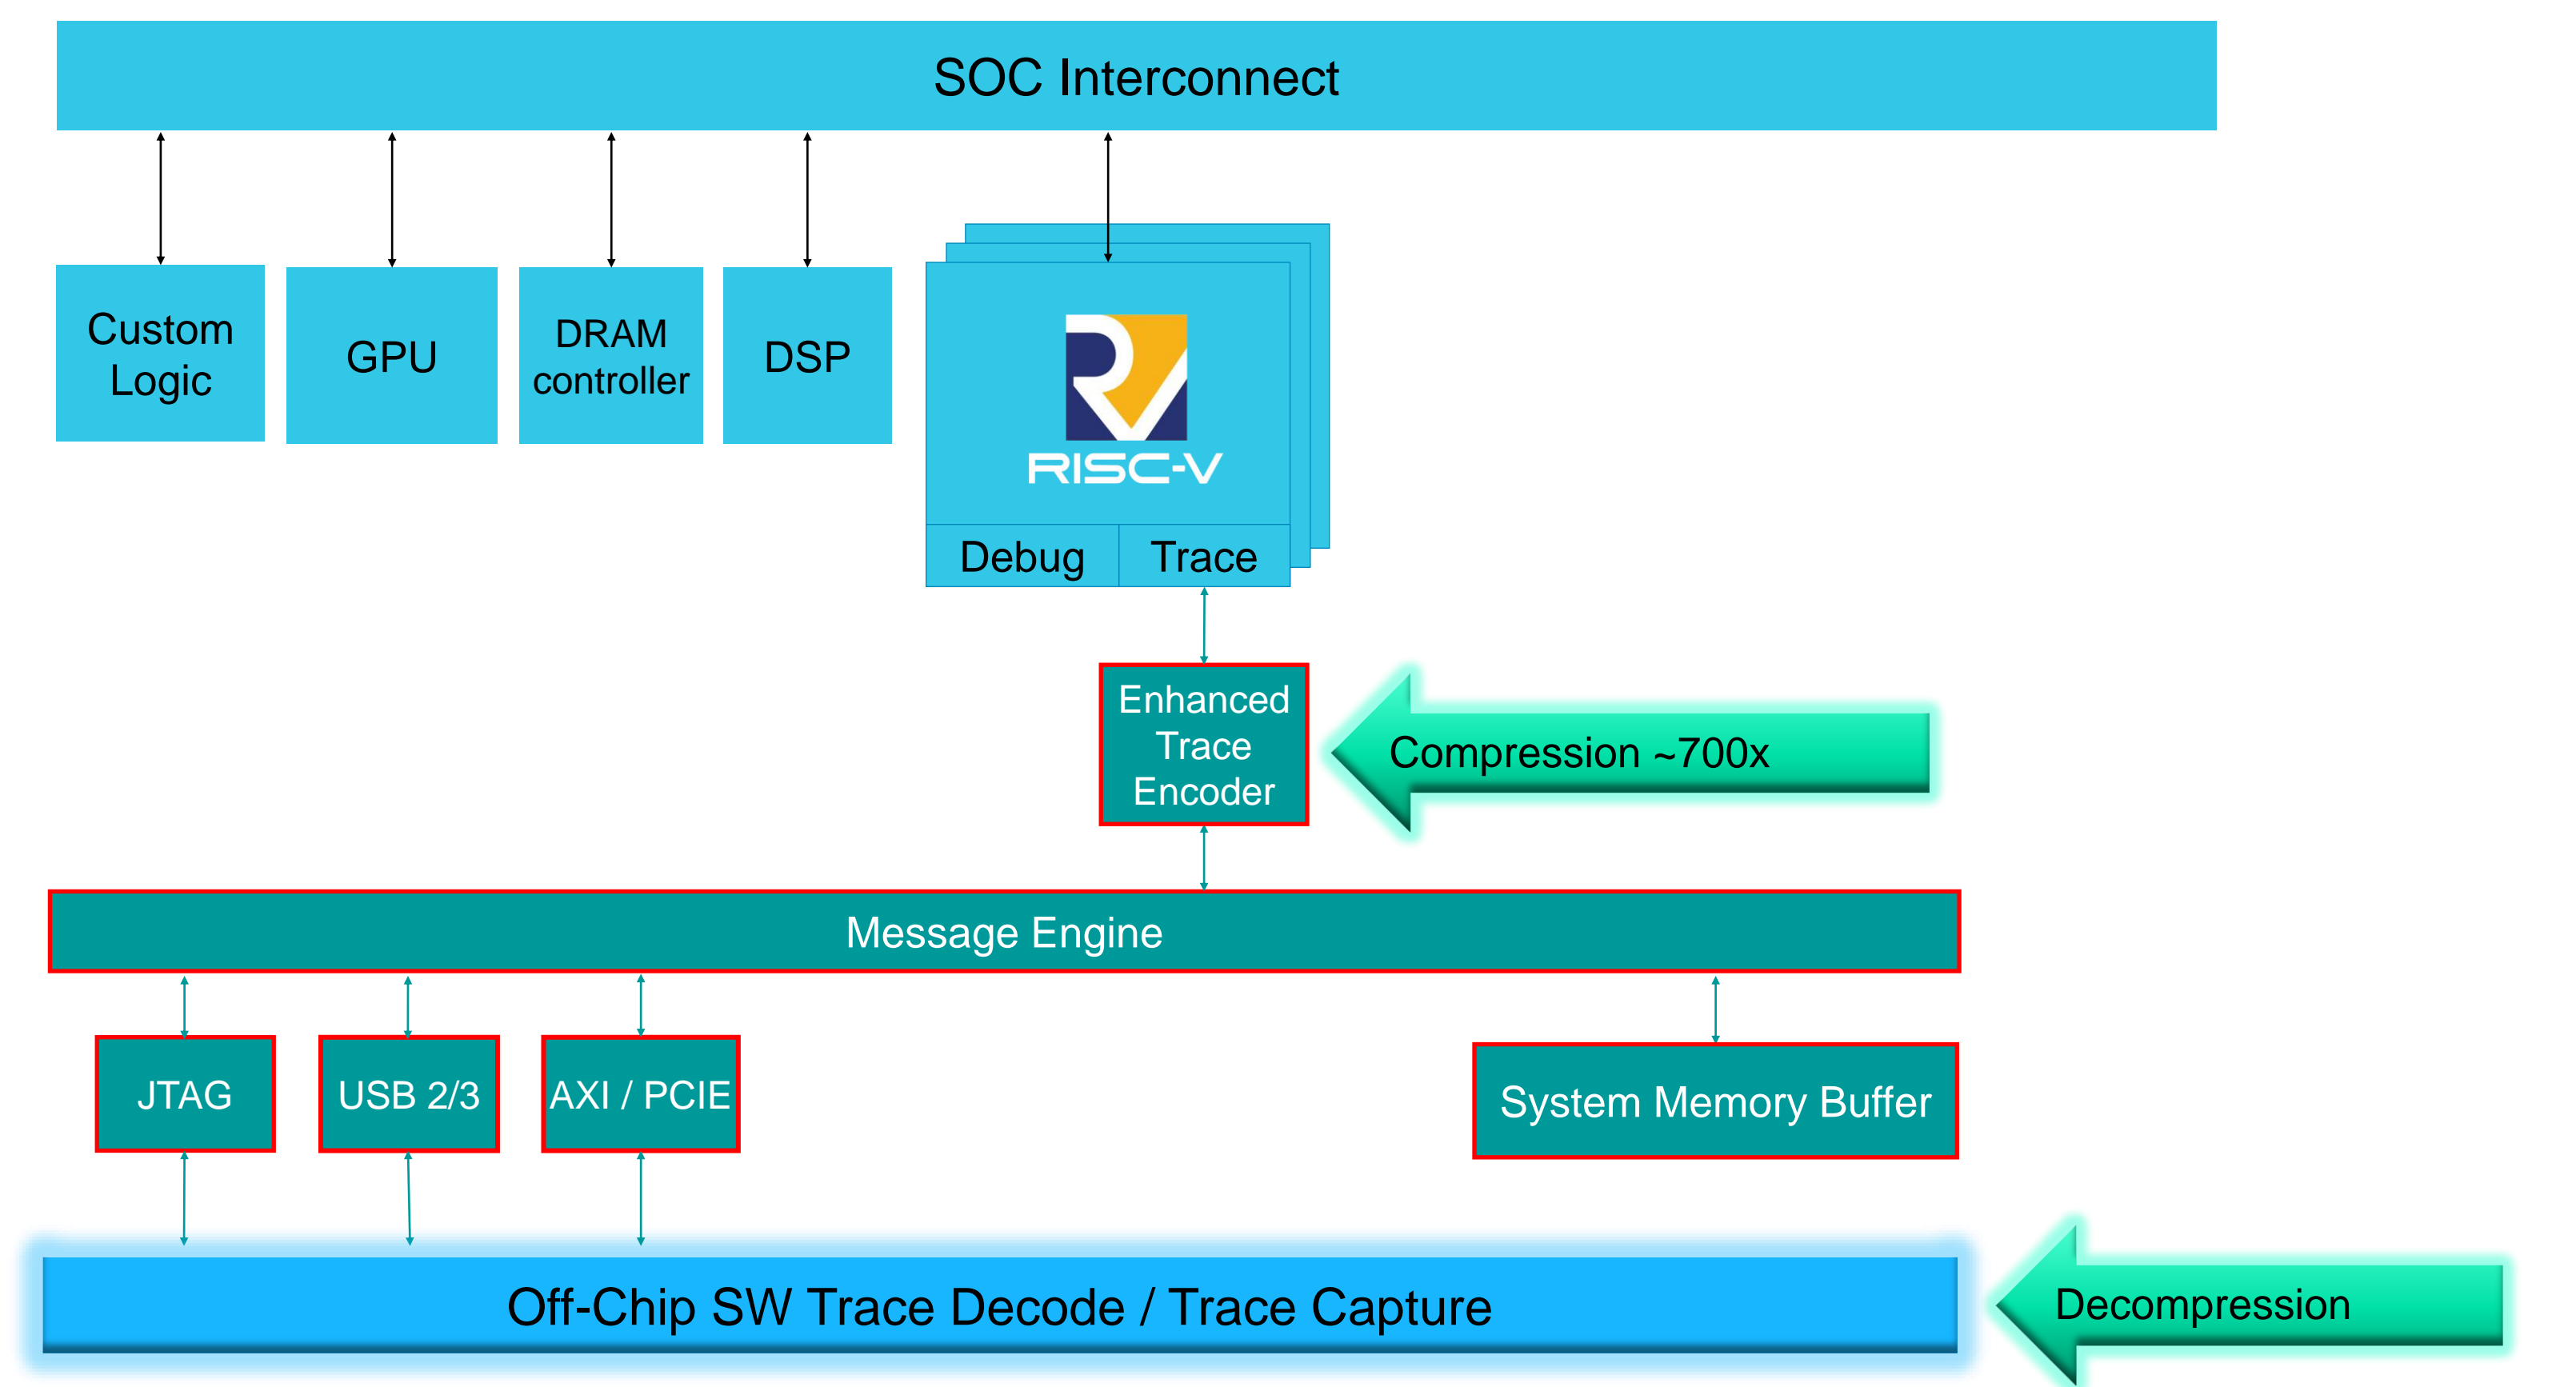 SOC Interconnect
Custom
Logic
GPU
DRAM
controller
DSP
RISC-V
Debug
Trace
Enhanced
Trace
Encoder
Compression ~700x
Message Engine
JTAG
USB 2/3
AXI / PCIE
System Memory Buffer
Off-Chip SW Trace Decode / Trace Capture
Decompression